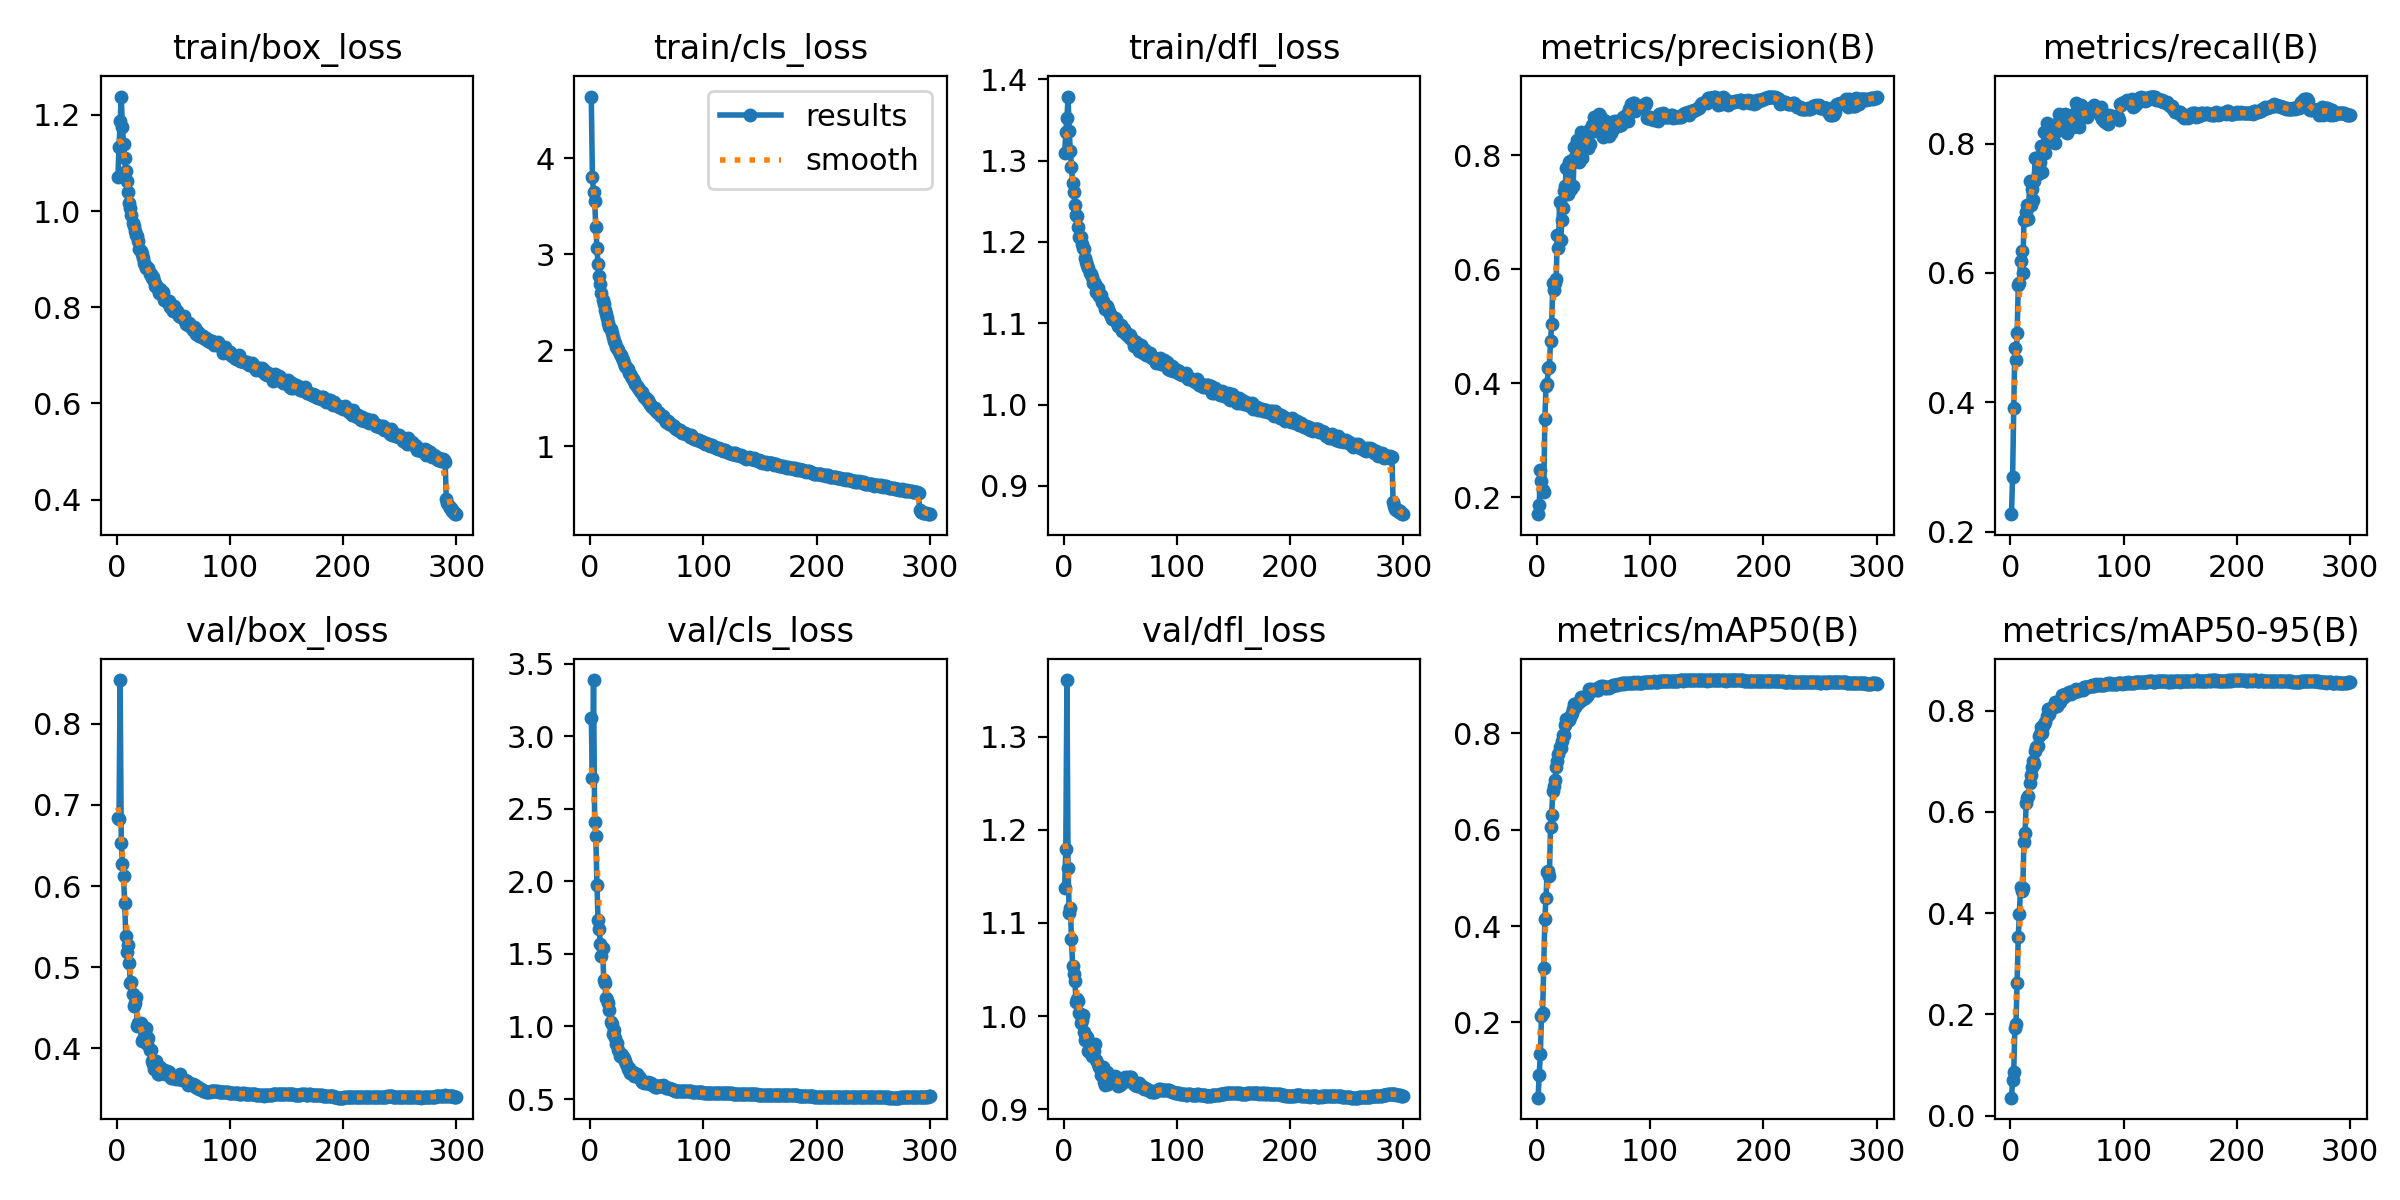 train/box_loss
1.2
1.0
0.8
0.6
0.4
0 100 200 300
train/cls_loss
results
smooth
4
3
2
1
0 100 200 300
train/dfl_loss
1.4
1.3
1.2
1.1
1.0
0.9
0 100 200 300
metrics/precision(B)
0.8
0.6
0.4
0.2
0 100 200 300
metrics/recall(B)
0.8
0.6
0.4
0.2
0 100 200 300
val/box_loss
0.8
0.7
0.6
0.5
0.4
0 100 200 300
val/cls_loss
3.5
3.0
2.5
2.0
1.5
1.0
0.5
0 100 200 300
val/dfl_loss
1.3
1.2
1.1
1.0
0.9
0 100 200 300
metrics/mAP50(B)
0.8
0.6
0.4
0.2
0 100 200 300
metrics/mAP50-95(B)
0.8
0.6
0.4
0.2
0.0
0 100 200 300